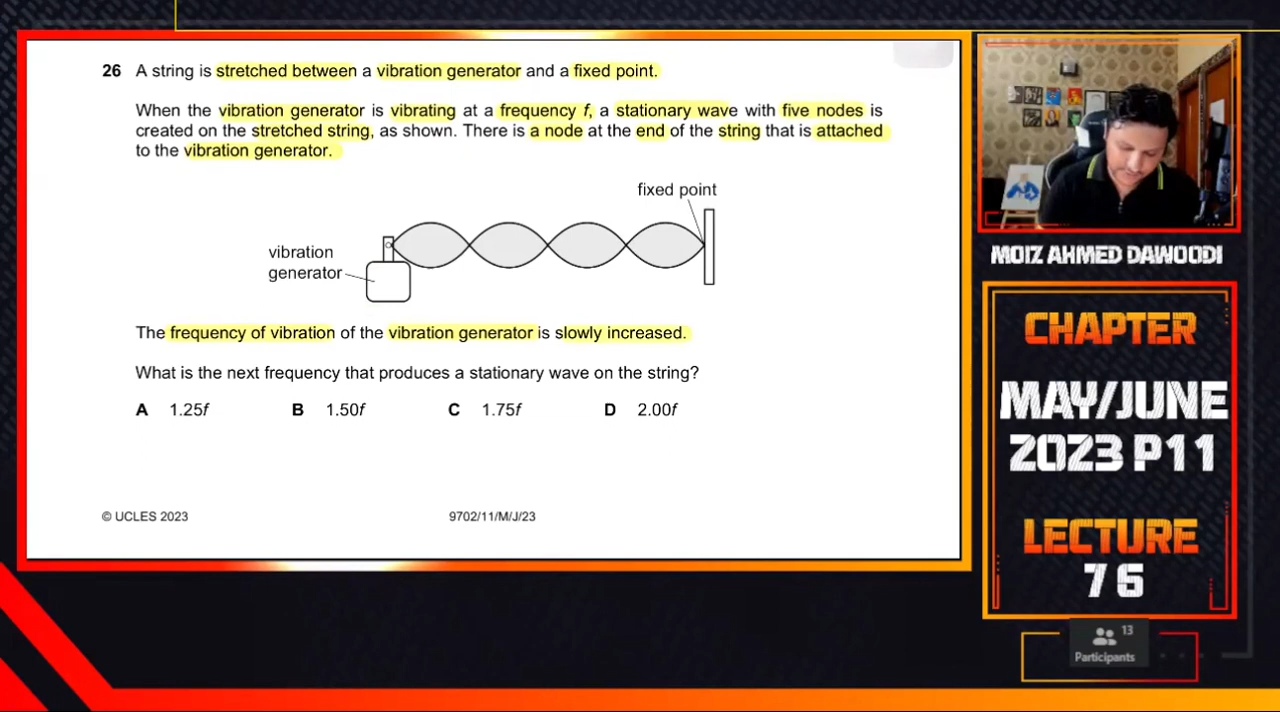 26 A string is stretched between a vibration generator and a fixed point.
When the vibration generator is vibrating at a frequency f, a stationary wave with five nodes is
created on the stretched string, as shown. There is a node at the end of the string that is attached
to the vibration generator.
fixed point
vibration
generator
The frequency of vibration of the vibration generator is slowly increased.
What is the next frequency that produces a stationary wave on the string?
A 1.25f B 1.50f C 1.75f D 2.00f
© UCLES 2023 9702/11/M/J/23
MOIZ AHMED DAWOODI
CHAPTER
MAY/JUNE
2023 P11
LECTURE
76
13
Participants